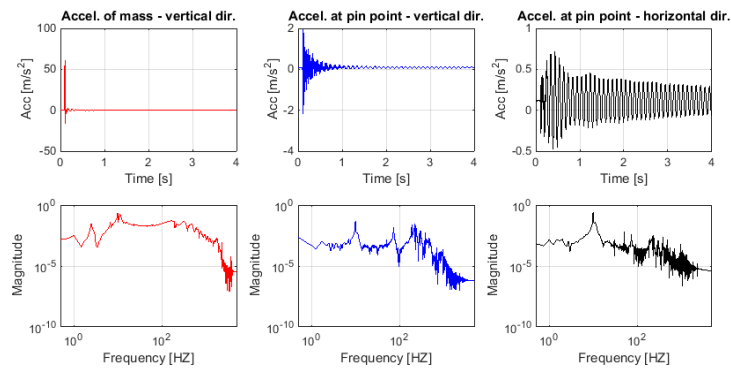 Accel. of mass - vertical dir.
Accel. at pin point - vertical dir.
Accel. at pin point - horizontal dir.
Acc [m/s²]
100
50
0
-50
0 1 2 3 4
Time [s]
Acc [m/s²]
2
0
-2
-4
0 1 2 3 4
Time [s]
Acc [m/s²]
1
0.5
0
0.5
0 1 2 3 4
Time [s]
Magnitude
10⁰
10⁻⁵
10⁻¹⁰
10⁰ 10²
Frequency [HZ]
Magnitude
10⁰
10⁻⁵
10⁻¹⁰
10⁰ 10²
Frequency [HZ]
Magnitude
10⁰
10⁻⁵
10⁻¹⁰
10⁰ 10²
Frequency [HZ]